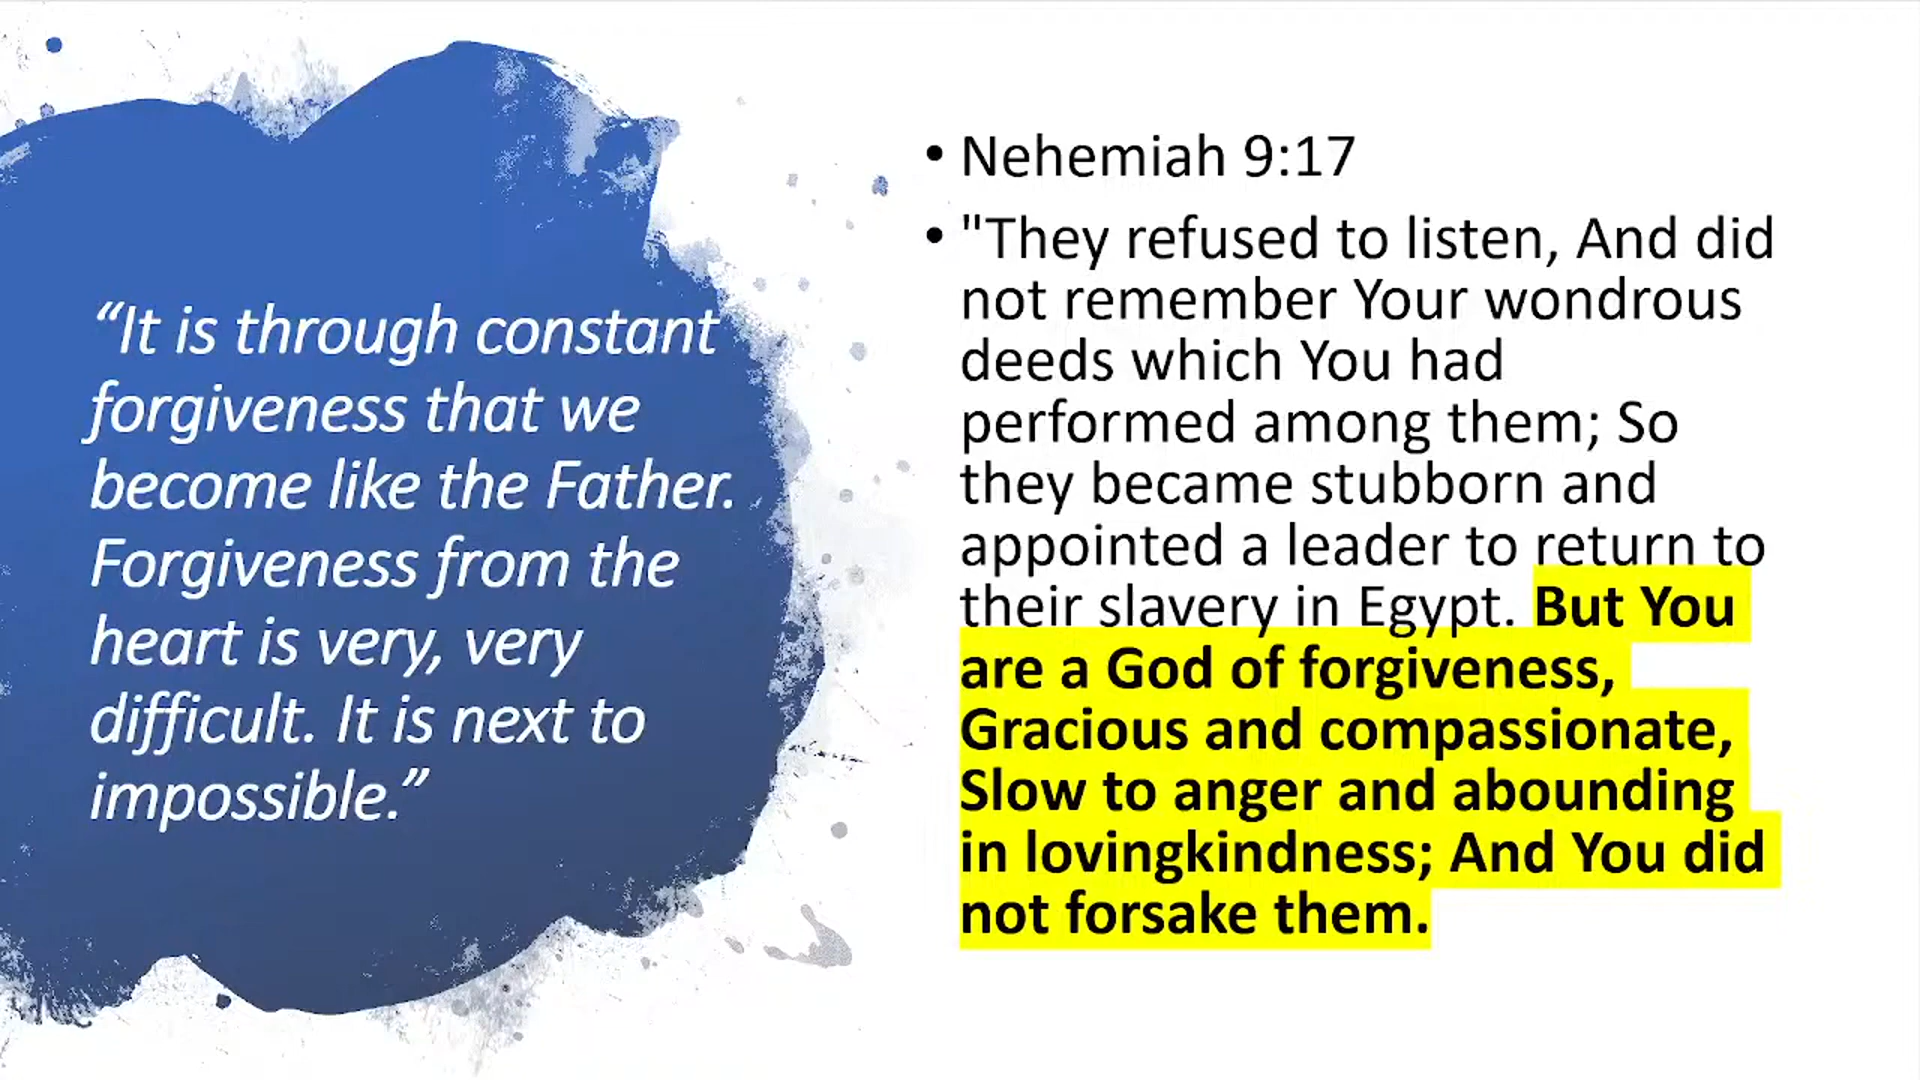 “It is through constant
forgiveness that we
become like the Father.
Forgiveness from the
heart is very, very
difficult. It is next to
impossible.”
• Nehemiah 9:17
• "They refused to listen, And did
not remember Your wondrous
deeds which You had
performed among them; So
they became stubborn and
appointed a leader to return to
their slavery in Egypt. But You
are a God of forgiveness,
Gracious and compassionate,
Slow to anger and abounding
in lovingkindness; And You did
not forsake them.